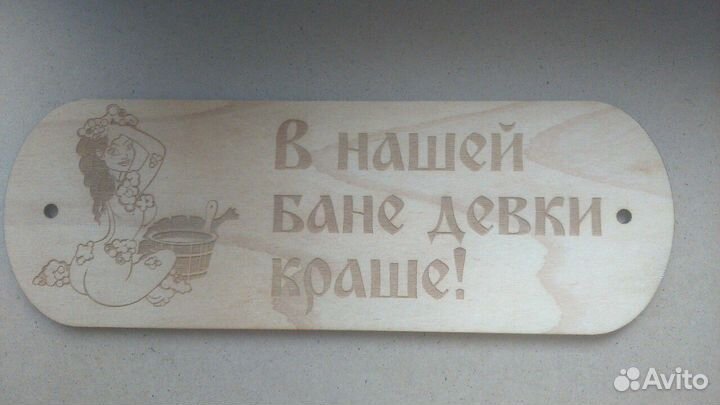 В нашей
бане девки
краше!
Avito